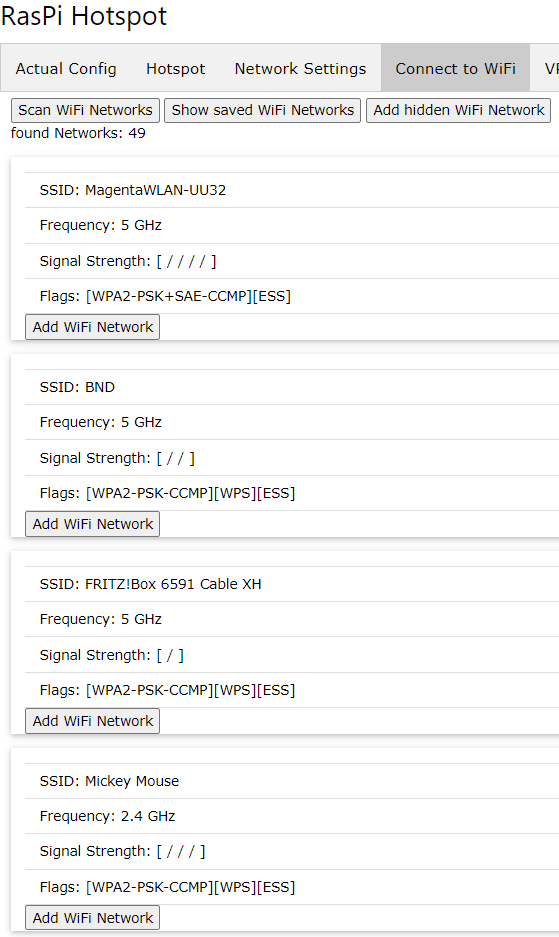 RasPi Hotspot
Actual Config Hotspot Network Settings Connect to WiFi
Scan WiFi Networks Show saved WiFi Networks Add hidden WiFi Network
found Networks: 49
SSID: MagentaWLAN-UU32
Frequency: 5 GHz
Signal Strength: [ / / / / ]
Flags: [WPA2-PSK+SAE-CCMP][ESS]
Add WiFi Network
SSID: BND
Frequency: 5 GHz
Signal Strength: [ / / ]
Flags: [WPA2-PSK-CCMP][WPS][ESS]
Add WiFi Network
SSID: FRITZ!Box 6591 Cable XH
Frequency: 5 GHz
Signal Strength: [ / ]
Flags: [WPA2-PSK-CCMP][WPS][ESS]
Add WiFi Network
SSID: Mickey Mouse
Frequency: 2.4 GHz
Signal Strength: [ / / / ]
Flags: [WPA2-PSK-CCMP][WPS][ESS]
Add WiFi Network